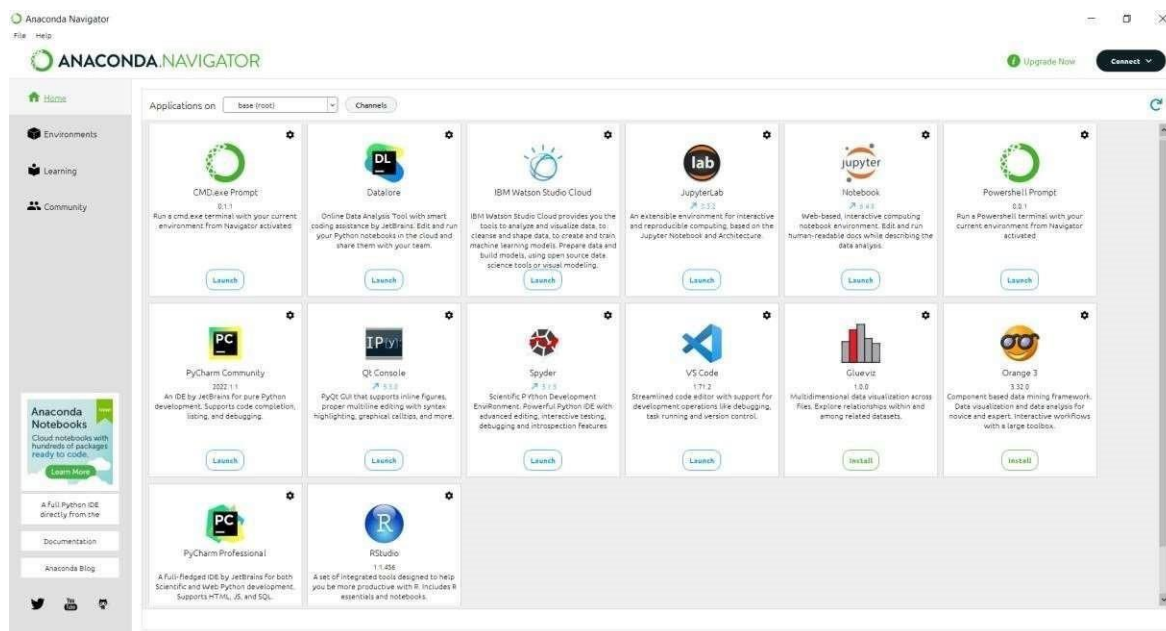 Anaconda Navigator
File Help
ANACONDA.NAVIGATOR
Upgrade Now
Connect
Home
Environments
Learning
Community
Applications on base (root) Channels
CMD.exe Prompt
0.1.1
Run a cmd.exe terminal with your current
environment from Navigator activated
Launch
Datalore
Online Data Analysis Tool with smart
coding assistance by JetBrains. Edit and run
your Python notebooks in the cloud and
share them with your team.
Launch
IBM Watson Studio Cloud
IBM Watson Studio Cloud provides you the
tools to analyze and visualize data, to
cleanse and shape data, to create and train
machine learning models. Prepare data and
build models, using open source data
science tools or visual modeling.
Launch
lab
JupyterLab
An extensible environment for interactive
and reproducible computing, based on the
Jupyter Notebook and Architecture.
Launch
jupyter
Notebook
Web-based, interactive computing
notebook environment. Edit and run
human-readable docs while describing the
data analysis.
Launch
Powershell Prompt
0.0.1
Run a Powershell terminal with your
current environment from Navigator
activated
Launch
PC
PyCharm Community
2022.1.1
An IDE by JetBrains for pure Python
development. Supports code completion,
listing, and debugging.
Launch
IP[y]:
Qt Console
PyQt GUI that supports inline figures,
proper multiline editing with syntax
highlighting, graphical calltips, and more.
Launch
Spyder
Scientific PYthon Development
EnviRonment. Powerful Python IDE with
advanced editing, interactive testing,
debugging and introspection features
Launch
VS Code
1.71.2
Streamlined code editor with support for
development operations like debugging,
task running and version control.
Launch
Glueviz
1.0.0
Multidimensional data visualization across
files. Explore relationships within and
among related datasets.
Install
Orange 3
3.32.0
Component based data mining framework.
Data visualization and data analysis for
novice and expert. Interactive workflows
with a large toolbox.
Install
PC
PyCharm Professional
A full-fledged IDE by JetBrains for both
Scientific and Web Python development.
Supports HTML, JS, and SQL.
R
RStudio
1.1.456
A set of integrated tools designed to help
you be more productive with R. Includes R
essentials and notebooks.
Anaconda
Notebooks
Cloud notebooks with
hundreds of packages
ready to code.
Learn More
A Full Python IDE
directly from the
Documentation
Anaconda Blog